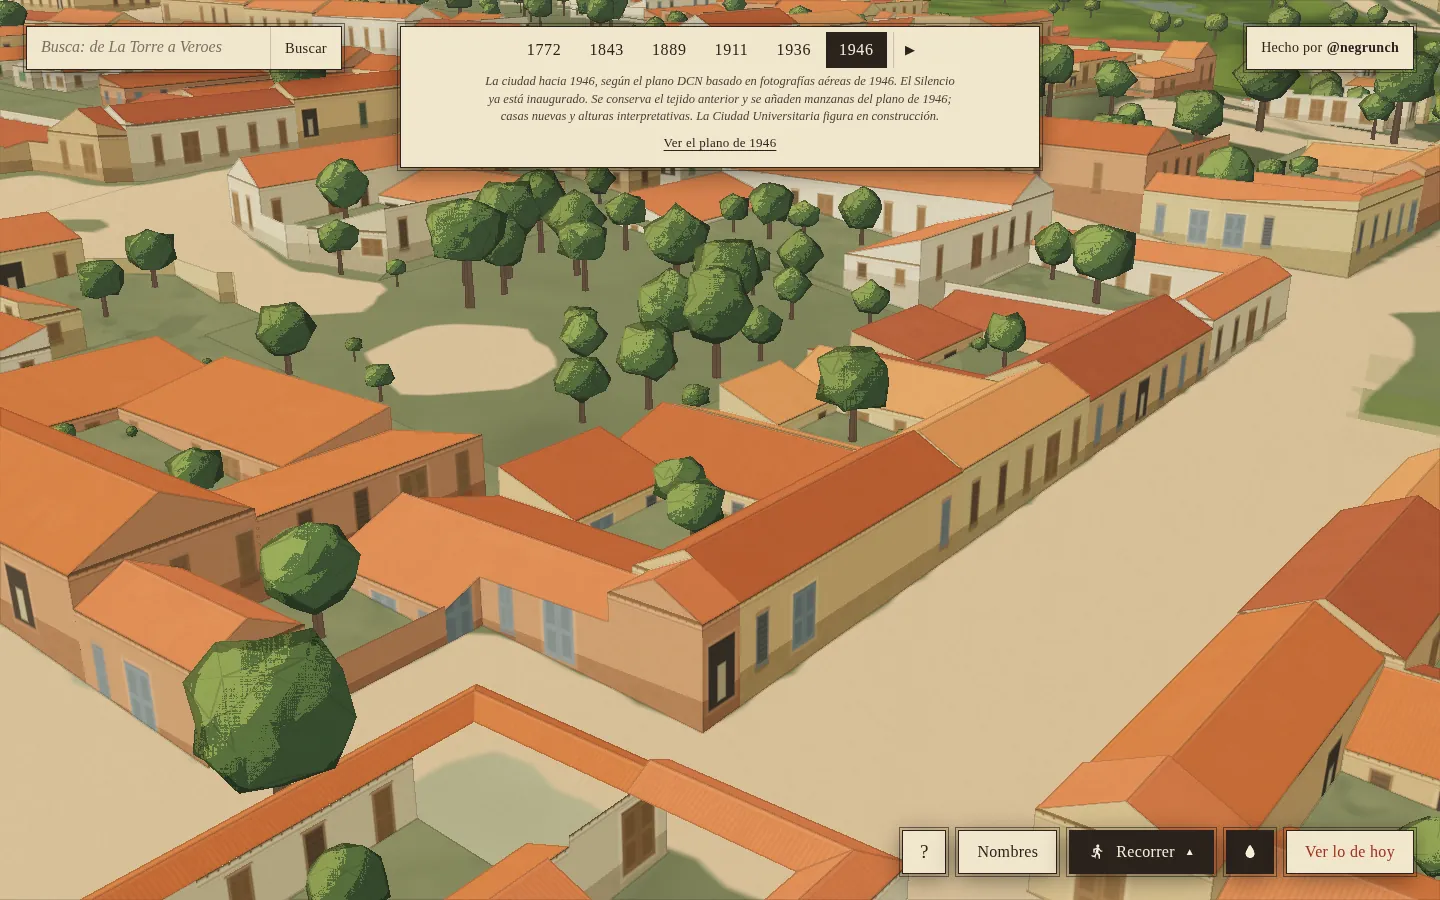 Busca: de La Torre a Veroes
Buscar
1772 1843 1889 1911 1936 1946 ▶
La ciudad hacia 1946, según el plano DCN basado en fotografías aéreas de 1946. El Silencio
ya está inaugurado. Se conserva el tejido anterior y se añaden manzanas del plano de 1946;
casas nuevas y alturas interpretativas. La Ciudad Universitaria figura en construcción.
Ver el plano de 1946
Hecho por @negrunch
?
Nombres
Recorrer ▲
Ver lo de hoy